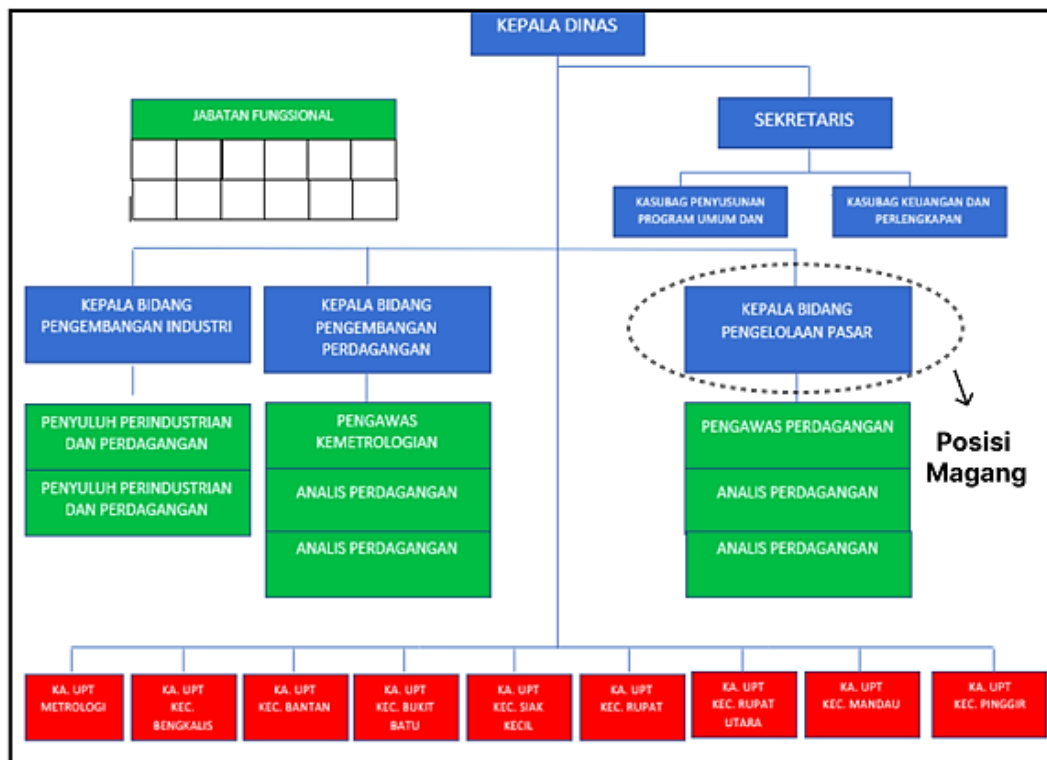 KEPALA DINAS
JABATAN FUNGSIONAL
SEKRETARIS
KASUBAG PENYUSUNAN
PROGRAM UMUM DAN
KASUBAG KEUANGAN DAN
PERLENGKAPAN
KEPALA BIDANG
PENGEMBANGAN INDUSTRI
KEPALA BIDANG
PENGEMBANGAN
PERDAGANGAN
KEPALA BIDANG
PENGELOLAAN PASAR
PENYULUH PERINDUSTRIAN
DAN PERDAGANGAN
PENYULUH PERINDUSTRIAN
DAN PERDAGANGAN
PENGAWAS
KEMETROLOGIAN
ANALIS PERDAGANGAN
ANALIS PERDAGANGAN
PENGAWAS PERDAGANGAN
ANALIS PERDAGANGAN
ANALIS PERDAGANGAN
Posisi
Magang
KA. UPT
METROLOGI
KA. UPT
KEC.
BENGKALIS
KA. UPT
KEC. BANTAN
KA. UPT
KEC. BUKIT
BATU
KA. UPT
KEC. SIAK
KECIL
KA. UPT
KEC. RUPAT
KA. UPT
KEC. RUPAT
UTARA
KA. UPT
KEC. MANDAU
KA. UPT
KEC. PINGGIR